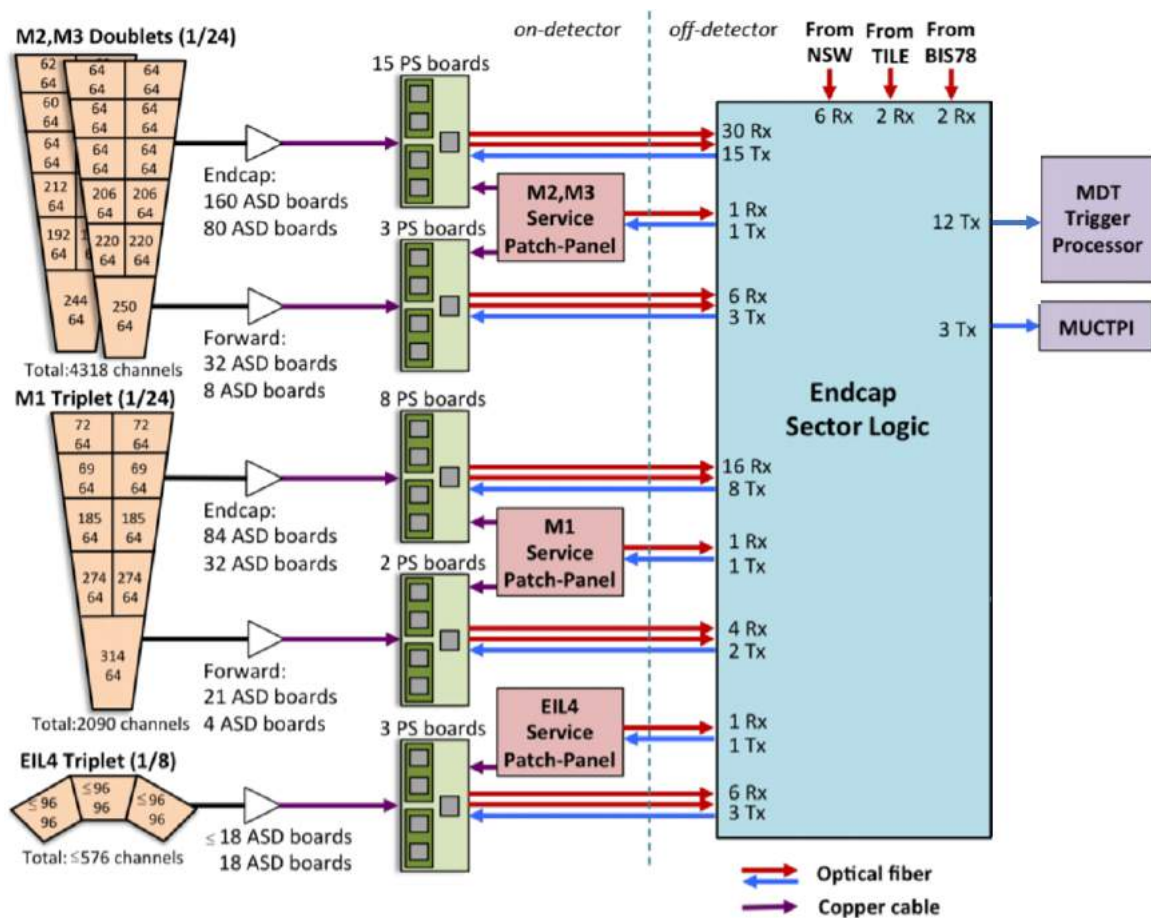 M2,M3 Doublets (1/24)
62
64
60
64
64
64
212
64
192
64
244
64
64 64
64 64
64 64
64 64
64 64
64 64
206 206
64 64
220 220
64 64
250
64
Total:4318 channels
Endcap:
160 ASD boards
80 ASD boards
Forward:
32 ASD boards
8 ASD boards
15 PS boards
3 PS boards
M2,M3
Service
Patch-Panel
M1 Triplet (1/24)
72 72
64 64
69 69
64 64
185 185
64 64
274 274
64 64
314
64
Total:2090 channels
Endcap:
84 ASD boards
32 ASD boards
Forward:
21 ASD boards
4 ASD boards
8 PS boards
2 PS boards
M1
Service
Patch-Panel
EIL4 Triplet (1/8)
≤96
96
≤96
96
≤96
96
Total:≤576 channels
≤ 18 ASD boards
18 ASD boards
3 PS boards
EIL4
Service
Patch-Panel
on-detector
off-detector
From
NSW
From
TILE
From
BIS78
6 Rx
2 Rx
2 Rx
30 Rx
15 Tx
1 Rx
1 Tx
6 Rx
3 Tx
16 Rx
8 Tx
1 Rx
1 Tx
4 Rx
2 Tx
1 Rx
1 Tx
6 Rx
3 Tx
Endcap
Sector Logic
12 Tx
3 Tx
MDT
Trigger
Processor
MUCTPI
Optical fiber
Copper cable